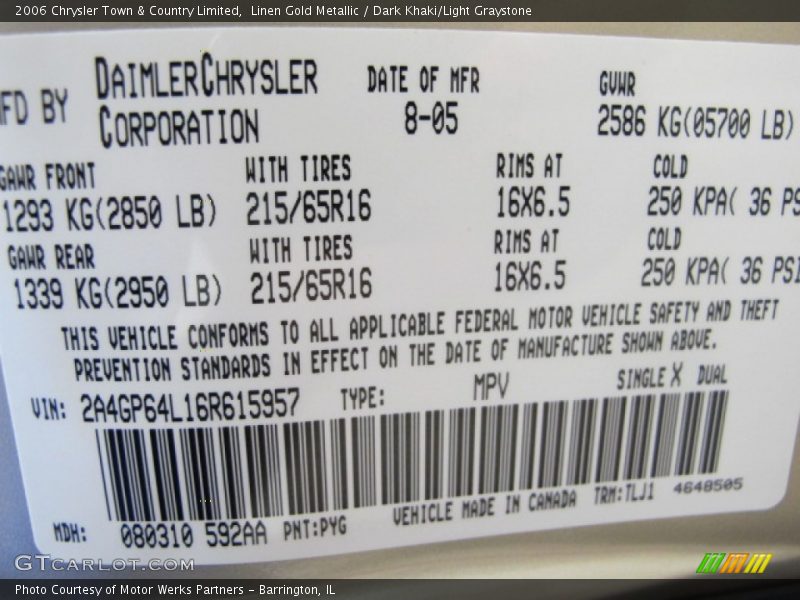 2006 Chrysler Town & Country Limited,  Linen Gold Metallic / Dark Khaki/Light Graystone
MFD BY DAIMLERCHRYSLER CORPORATION
DATE OF MFR 8-05
GVWR 2586 KG(05700 LB)
GAWR FRONT WITH TIRES RIMS AT COLD
1293 KG(2850 LB) 215/65R16 16X6.5 250 KPA( 36 PS
GAWR REAR WITH TIRES RIMS AT COLD
1339 KG(2950 LB) 215/65R16 16X6.5 250 KPA( 36 PSI
THIS VEHICLE CONFORMS TO ALL APPLICABLE FEDERAL MOTOR VEHICLE SAFETY AND THEFT
PREVENTION STANDARDS IN EFFECT ON THE DATE OF MANUFACTURE SHOWN ABOVE.
VIN: 2A4GP64L16R615957 TYPE: MPV SINGLE X DUAL
MDH: 080310 592AA PNT:PYG VEHICLE MADE IN CANADA TRM:TLJ1 4648505
GTCarlot.com
Photo Courtesy of Motor Werks Partners – Barrington, IL